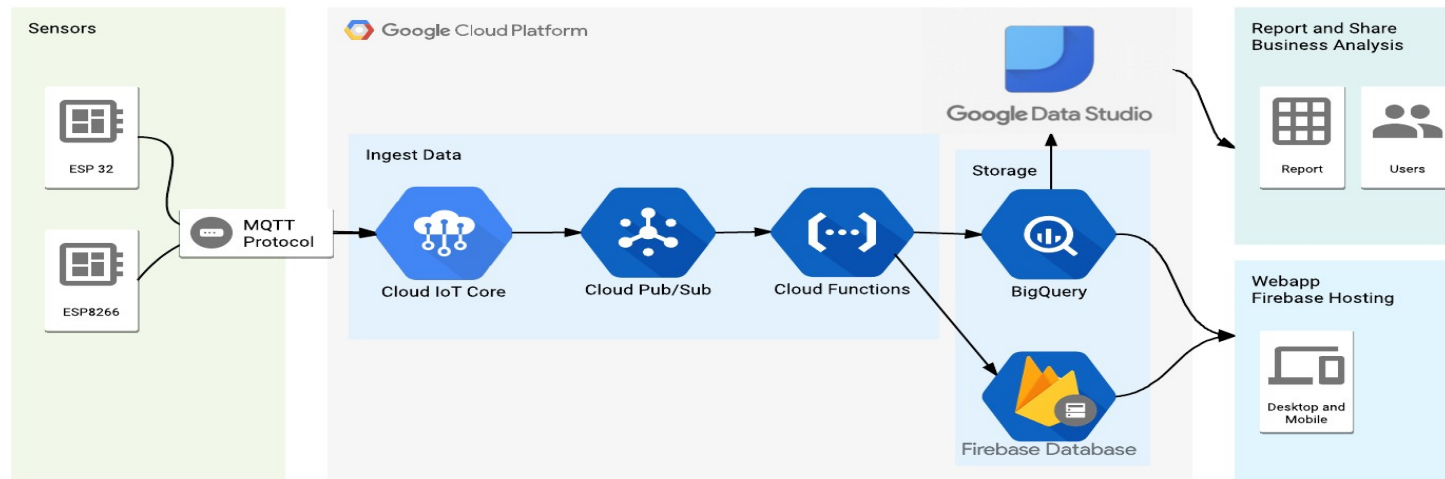 Sensors
ESP 32
ESP8266
MQTT
Protocol
Google Cloud Platform
Ingest Data
Cloud IoT Core
Cloud Pub/Sub
Cloud Functions
Google Data Studio
Storage
BigQuery
Firebase Database
Report and Share
Business Analysis
Report
Users
Webapp
Firebase Hosting
Desktop and
Mobile